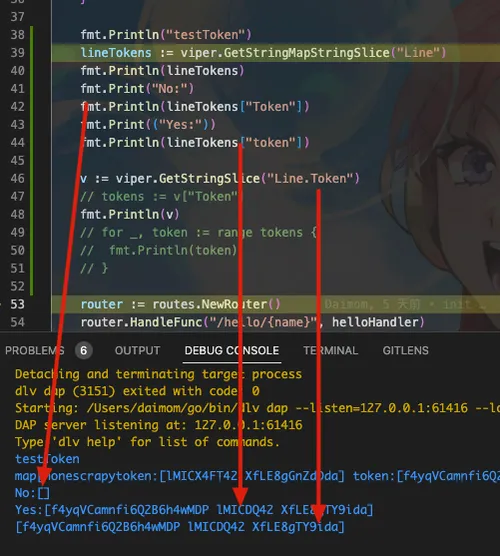 37
38 fmt.Println("testToken")
39 lineTokens := viper.GetStringMapStringSlice("Line")
40 fmt.Println(lineTokens)
41 fmt.Print("No:")
42 fmt.Println(lineTokens["Token"])
43 fmt.Print(("Yes:"))
44 fmt.Println(lineTokens["token"])
45
46 v := viper.GetStringSlice("Line.Token")
47 // tokens := v["Token"
48 fmt.Println(v)
49 // for _, token := range tokens {
50 // fmt.Println(token)
51 // }
52
53 router := routes.NewRouter() Daimom, 5 天前 • init
54 router.HandleFunc("/hello/{name}", helloHandler)
PROBLEMS 6 OUTPUT DEBUG CONSOLE TERMINAL GITLENS
Detaching and terminating target process
dlv dap (3151) exited with code: 0
Starting: /Users/daimom/go/bin/dlv dap --listen=127.0.0.1:61416 --lo
DAP server listening at: 127.0.0.1:61416
Type 'dlv help' for list of commands.
testToken
token:[f4yqVCamnfi6Q2
No:[]
Yes:[f4yqVCamnfi6Q2B6h4wMDP lMICDQ42 XfLE8gTY9ida]
[f4yqVCamnfi6Q2B6h4wMDP lMICDQ42 XfLE8gTY9ida]